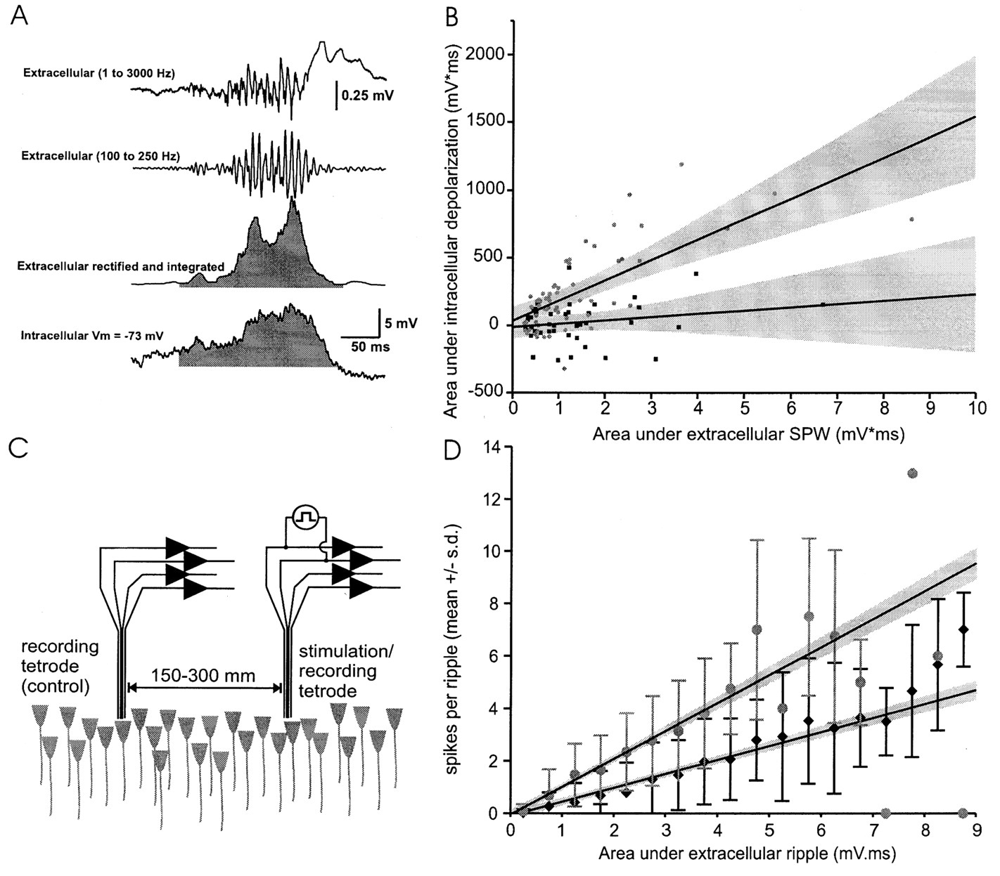 A
Extracellular (1 to 3000 Hz)
0.25 mV
Extracellular (100 to 250 Hz)
Extracellular rectified and integrated
Intracellular Vm = -73 mV
5 mV
50 ms
B
Area under intracellular depolarization (mV*ms)
2000
1500
1000
500
0
-500
0 1 2 3 4 5 6 7 8 9 10
Area under extracellular SPW (mV*ms)
C
recording
tetrode
(control)
150-300 mm
stimulation/
recording
tetrode
D
spikes per ripple (mean +/- s.d.)
14
12
10
8
6
4
2
0
0 1 2 3 4 5 6 7 8 9
Area under extracellular ripple (mV.ms)